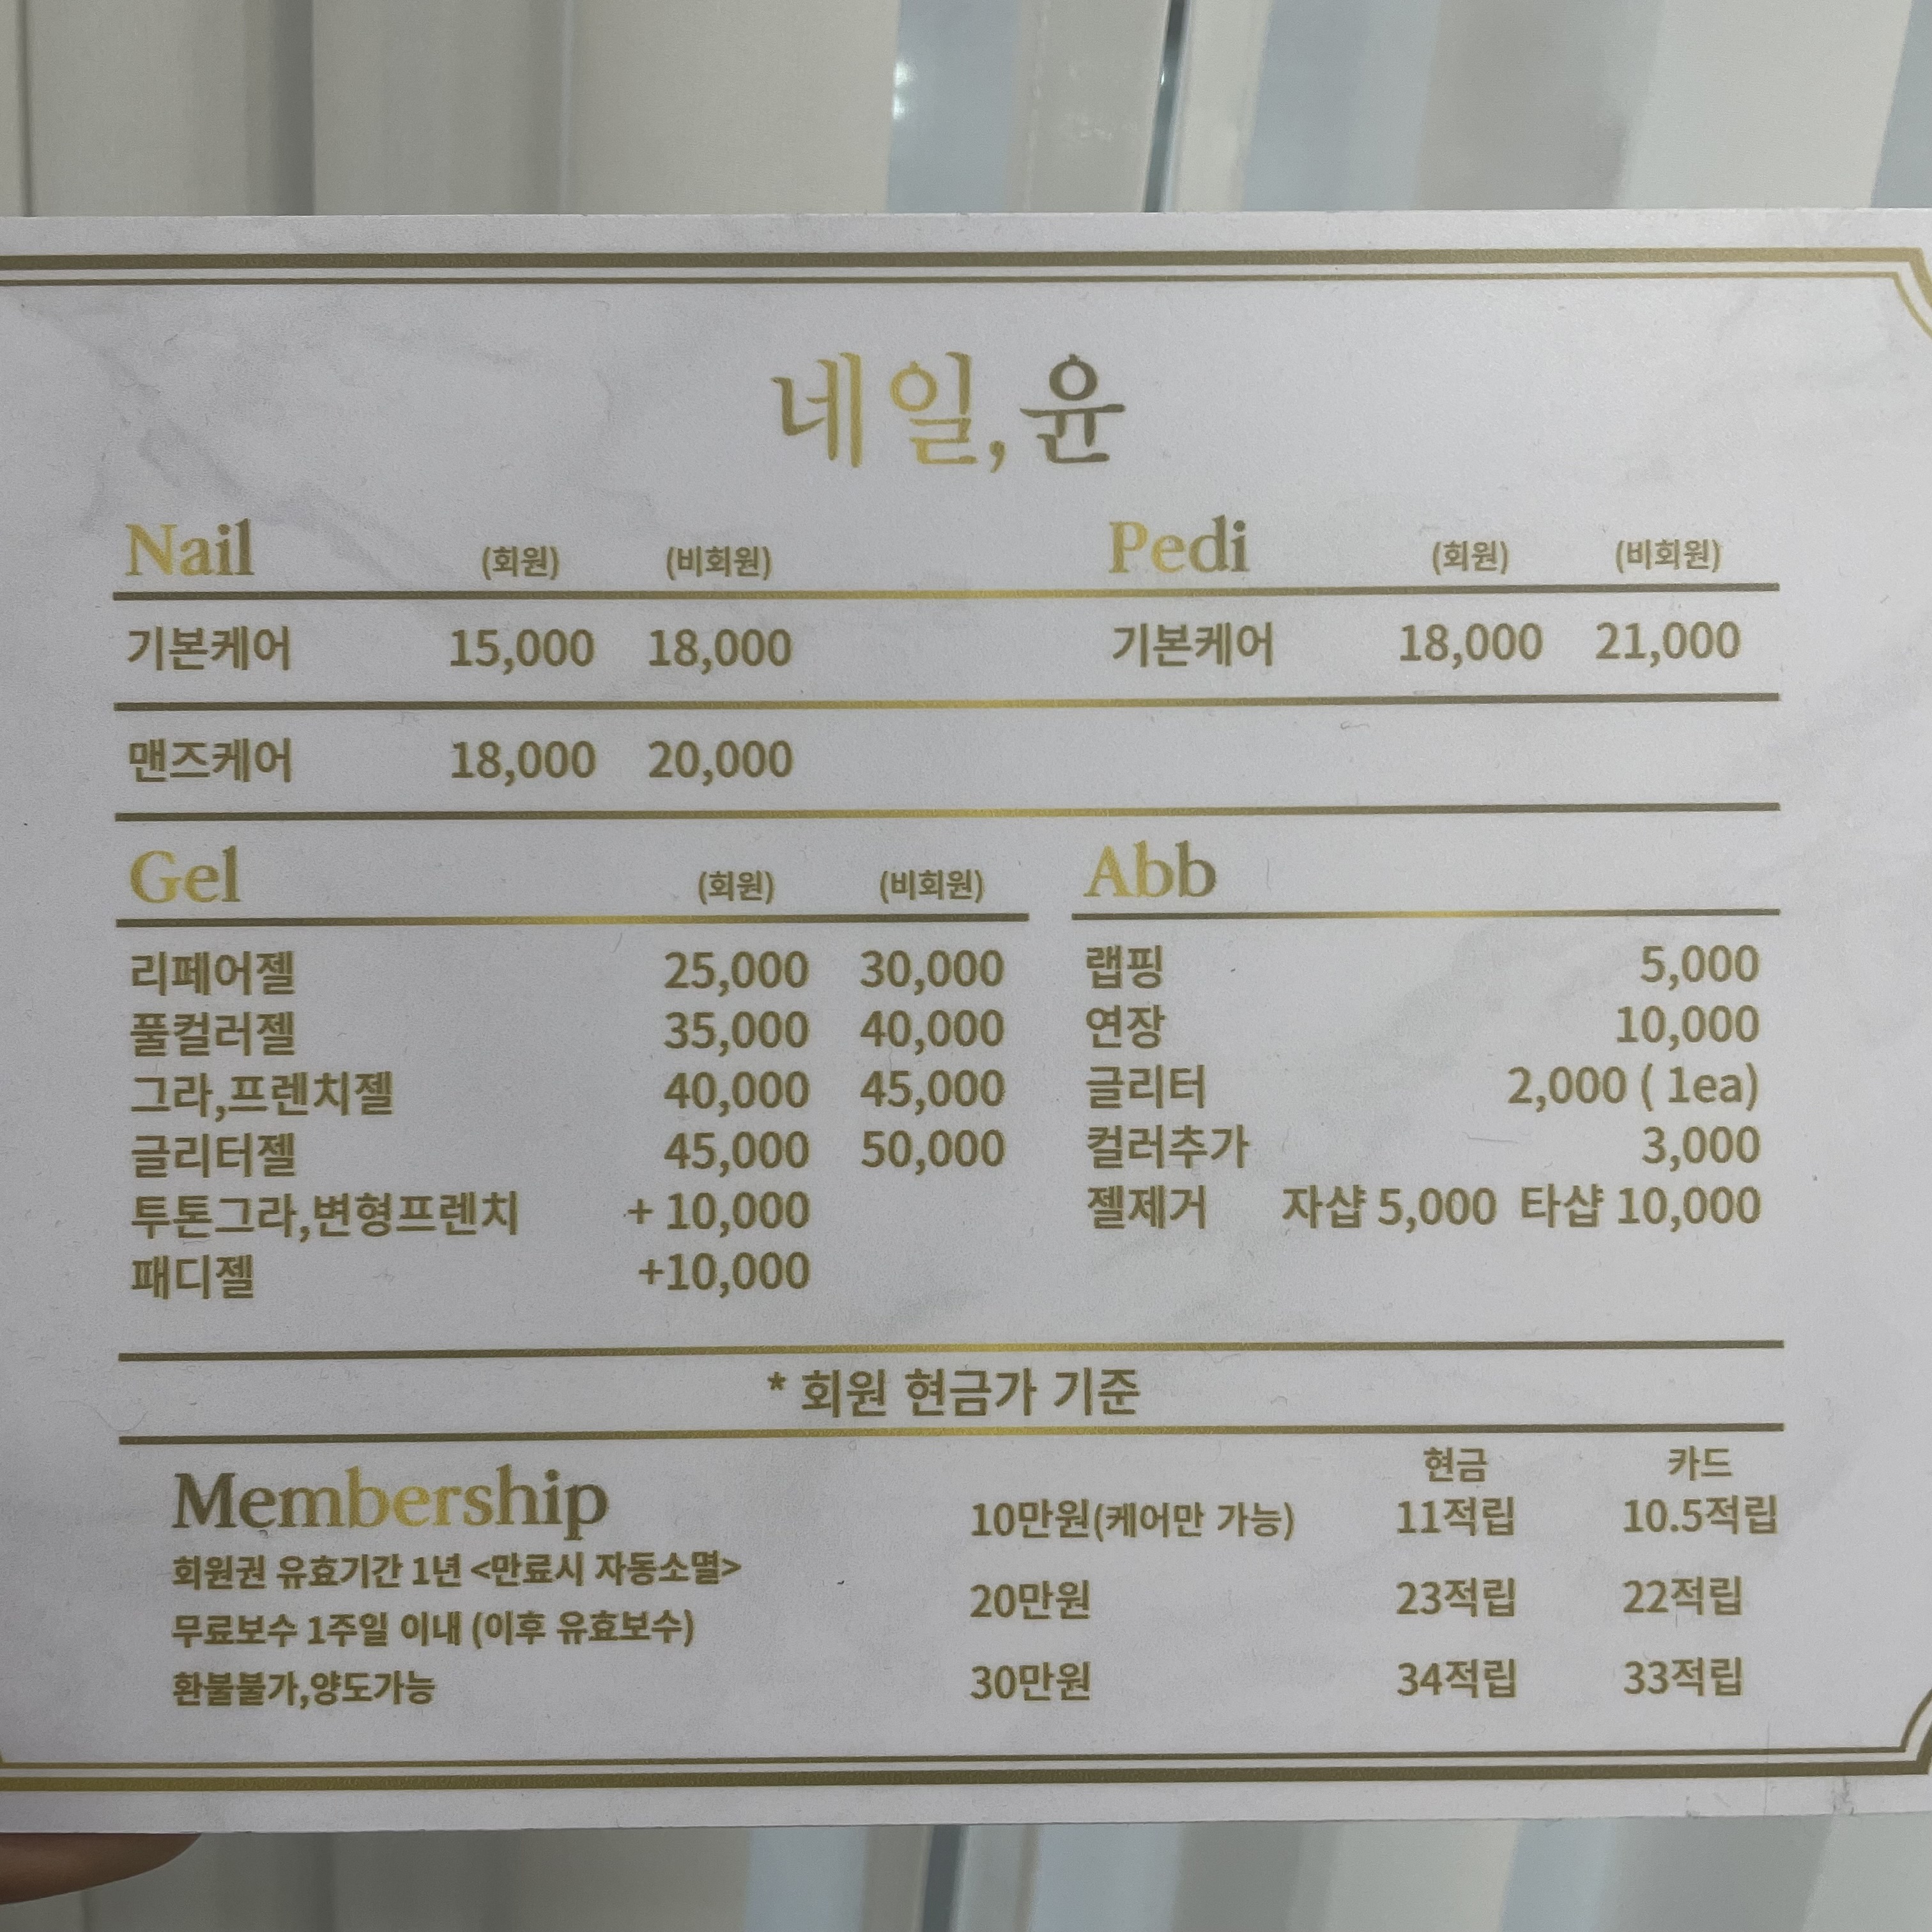 네일,윤
Nail (회원) (비회원) Pedi (회원) (비회원)
기본케어 15,000 18,000 기본케어 18,000 21,000
맨즈케어 18,000 20,000
Gel (회원) (비회원)
리페어젤 25,000 30,000
풀컬러젤 35,000 40,000
그라,프렌치젤 40,000 45,000
글리터젤 45,000 50,000
투톤그라,변형프렌치 + 10,000
패디젤 +10,000
Abb
랩핑 5,000
연장 10,000
글리터 2,000 ( 1ea)
컬러추가 3,000
젤제거 자샵 5,000 타샵 10,000
* 회원 현금가 기준
Membership
회원권 유효기간 1년 <만료시 자동소멸>
무료보수 1주일 이내 (이후 유효보수)
환불불가,양도가능
현금 카드
10만원(케어만 가능) 11적립 10.5적립
20만원 23적립 22적립
30만원 34적립 33적립